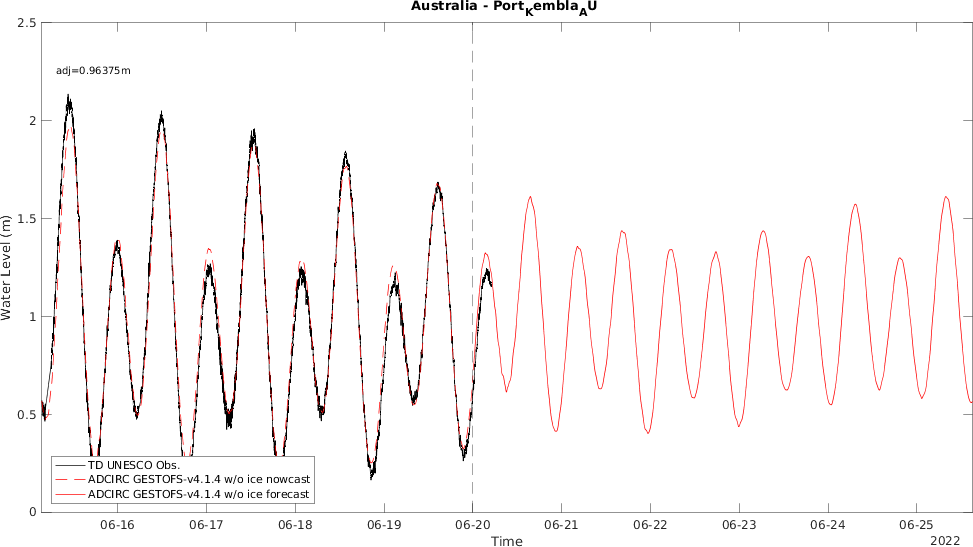 Australia - PortKemblaAU
2.5
adj=0.96375m
2
1.5
Water Level (m)
1
0.5
TD UNESCO Obs.
ADCIRC GESTOFS-v4.1.4 w/o ice nowcast
ADCIRC GESTOFS-v4.1.4 w/o ice forecast
0
06-16 06-17 06-18 06-19 06-20 06-21 06-22 06-23 06-24 06-25
Time
2022